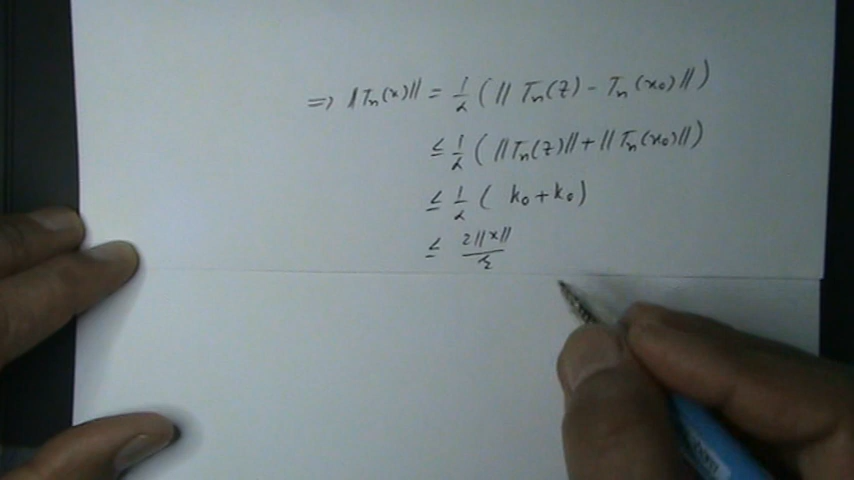 ⇒ ‖Tn(x)‖ = 1/α (‖Tn(z) - Tn(x₀)‖)
≤ 1/α (‖Tn(z)‖ + ‖Tn(x₀)‖)
≤ 1/α ( k₀ + k₀)
≤ 2‖x‖